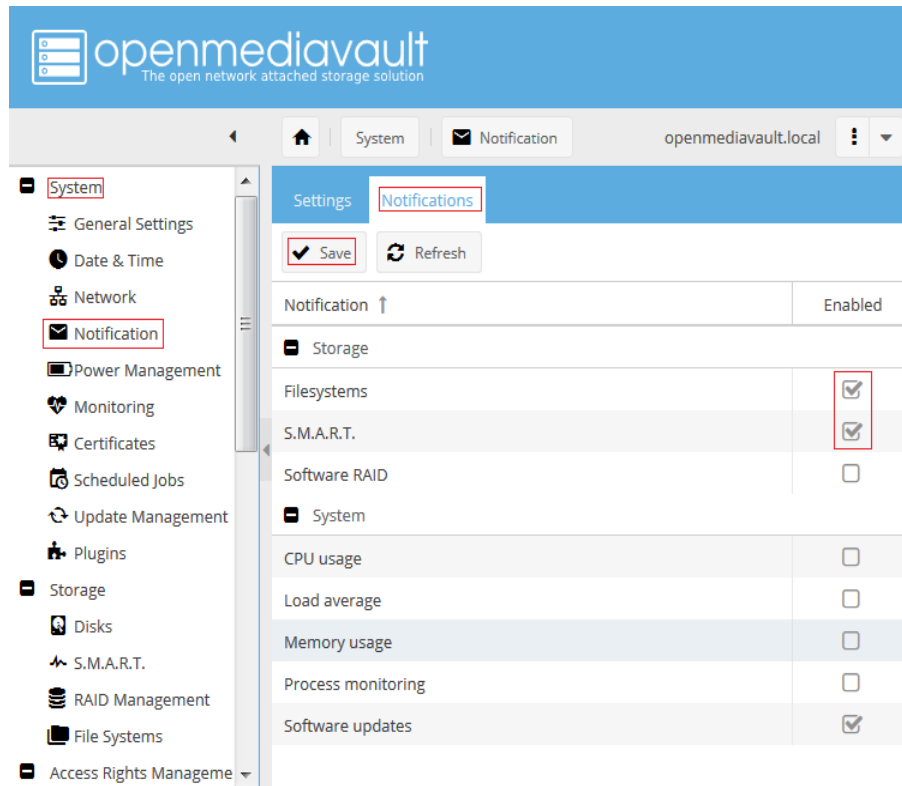 openmediavault
The open network attached storage solution
System
Notification
openmediavault.local
System
General Settings
Date & Time
Network
Notification
Power Management
Monitoring
Certificates
Scheduled Jobs
Update Management
Plugins
Storage
Disks
S.M.A.R.T.
RAID Management
File Systems
Access Rights Manageme
Settings
Notifications
Save
Refresh
Notification
Enabled
Storage
Filesystems
S.M.A.R.T.
Software RAID
System
CPU usage
Load average
Memory usage
Process monitoring
Software updates